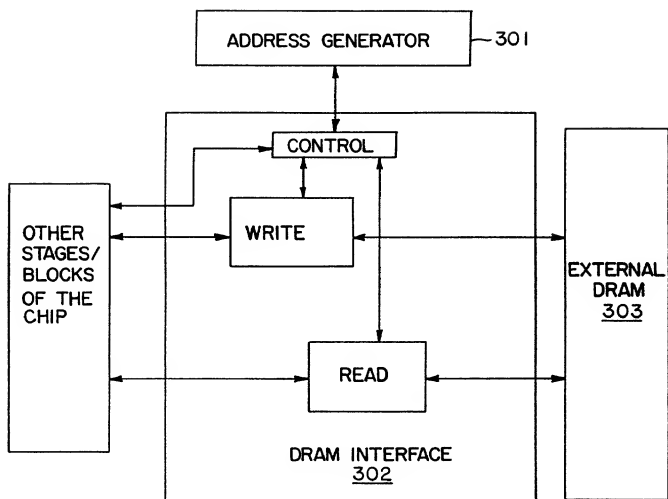 ADDRESS GENERATOR
301
CONTROL
WRITE
READ
DRAM INTERFACE
302
OTHER
STAGES/
BLOCKS
OF THE
CHIP
EXTERNAL
DRAM
303